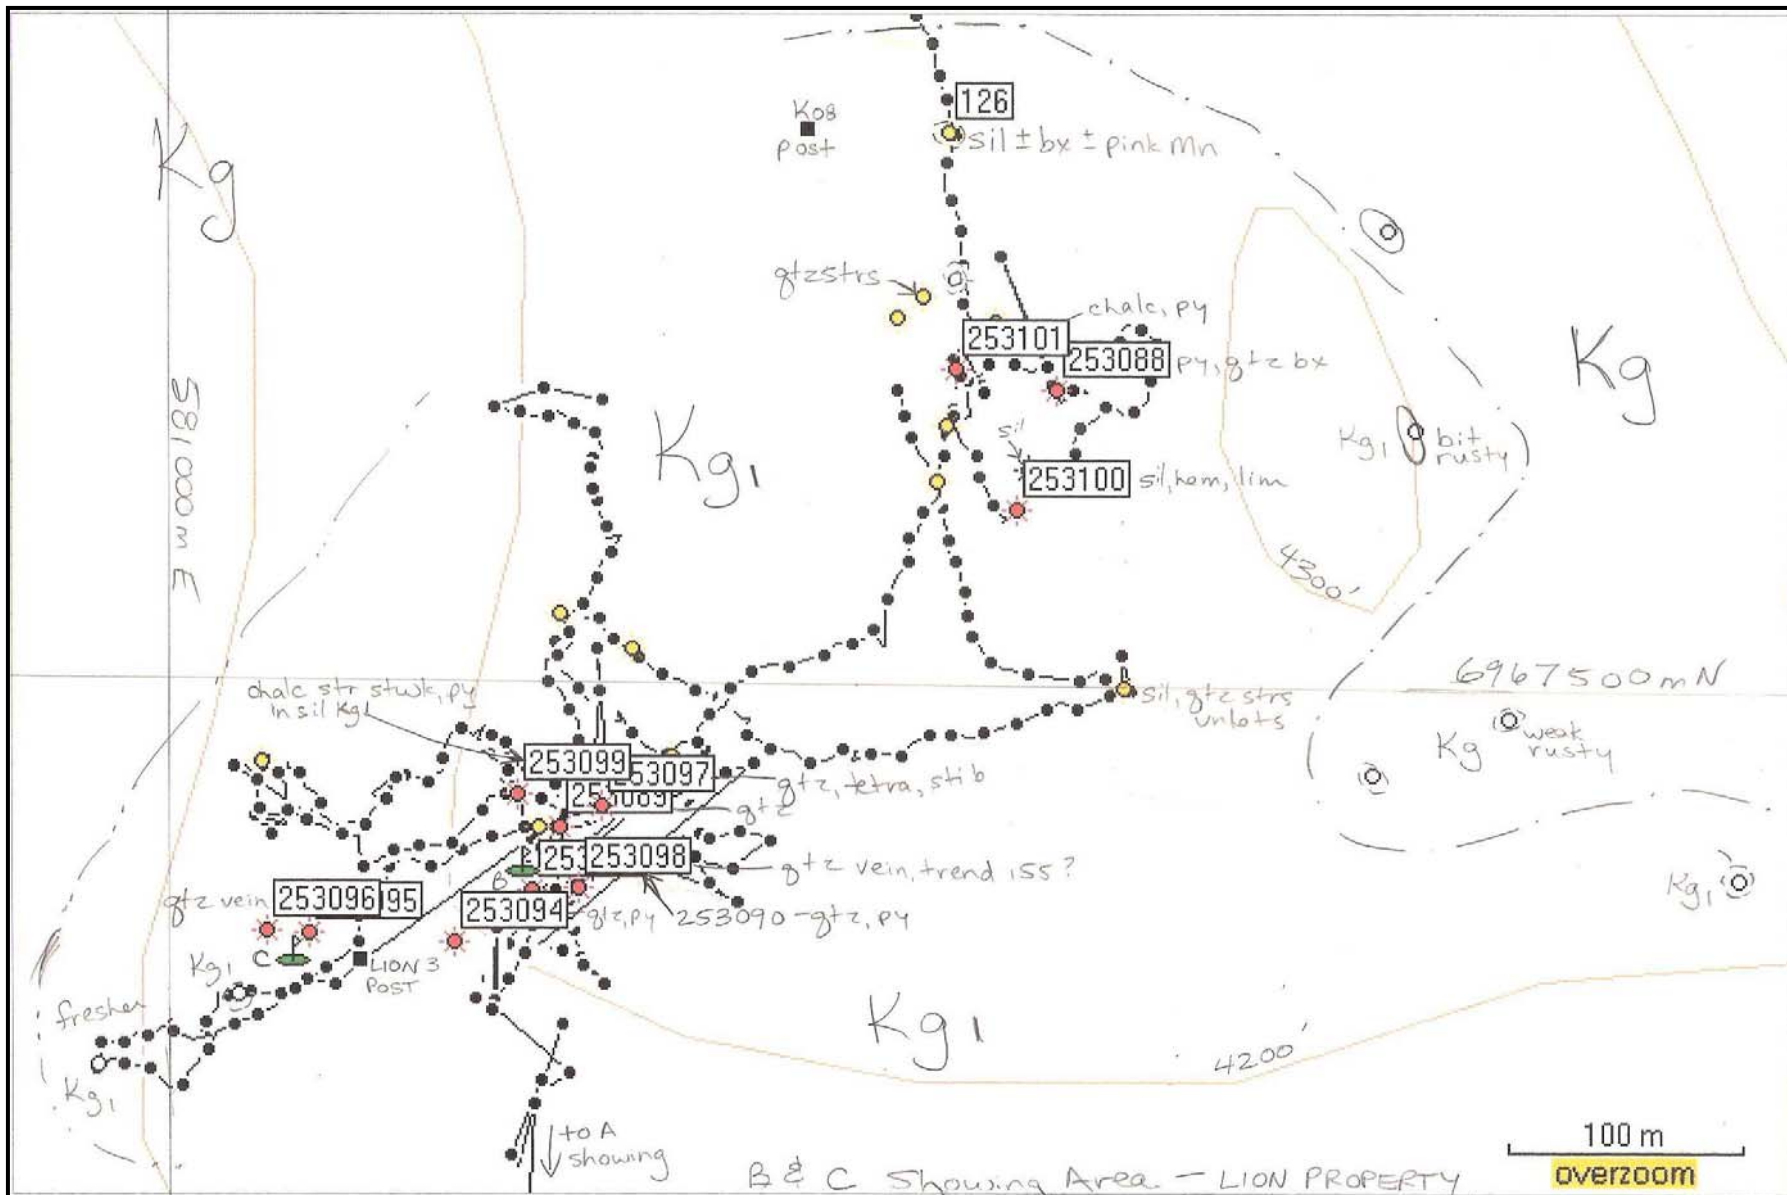 126
K08
post
sil ± bx ± pink Mn
Kg
qtz strs
chalc, py
253101
253088
py, qtz bx
Kg
581000m E
Kg1
sil
253100
sil, hem, lim
Kg1
bit
rusty
4300'
6967500mN
chalc str stwk, py
in sil Kg1
sil, qtz strs
Kg
weak
rusty
253099
253097
qtz, tetra, stib
253089
qtz
253098
qtz vein, trend 155?
B
Kg1
qtz vein
253096
95
253094
qtz, py
253090 - qtz, py
C
LION 3
POST
Kg1
fresher
Kg1
Kg1
4200'
to A
showing
100 m
overzoom
B & C Showing Area - LION PROPERTY